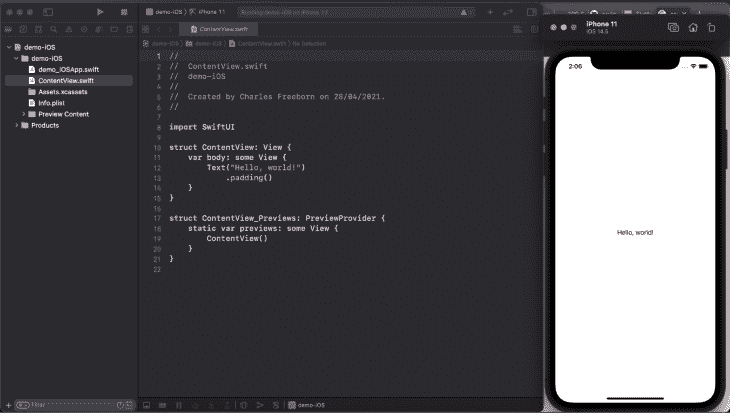 demo-iOS
iPhone 11
Running demo-iOS on iPhone 11
ContentView.swift
demo-iOS
demo-iOS
demo_iOSApp.swift
ContentView.swift
Assets.xcassets
Info.plist
Preview Content
Products
Filter
demo-iOS
demo-iOS
ContentView.swift
No Selection
1 //
2 //  ContentView.swift
3 //  demo-iOS
4 //
5 //  Created by Charles Freeborn on 28/04/2021.
6 //
7
8 import SwiftUI
9
10 struct ContentView: View {
11     var body: some View {
12         Text("Hello, world!")
13             .padding()
14     }
15 }
16
17 struct ContentView_Previews: PreviewProvider {
18     static var previews: some View {
19         ContentView()
20     }
21 }
22
demo-iOS
iPhone 11
iOS 14.5
2:06
Hello, world!